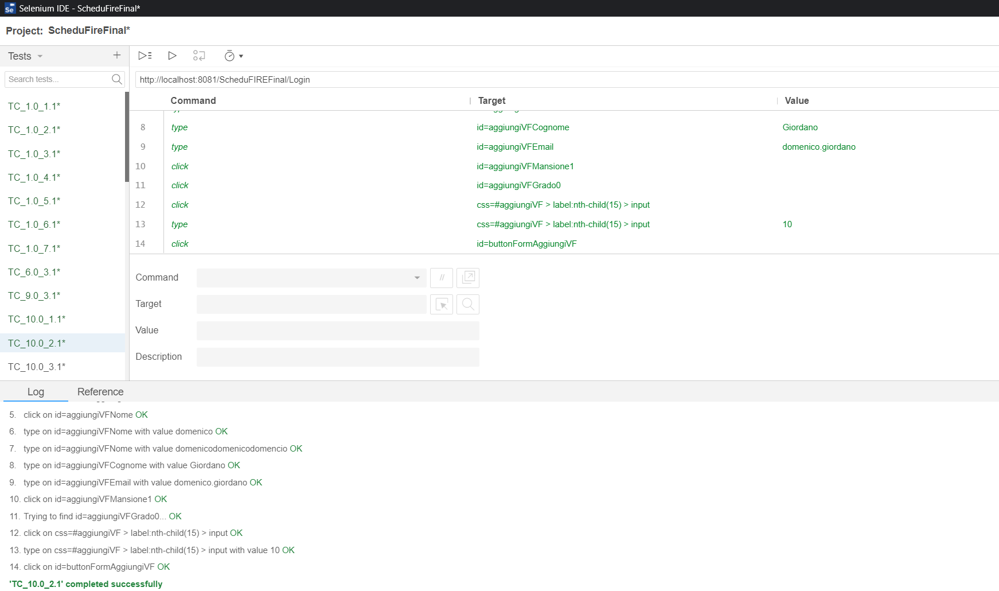 Selenium IDE - ScheduFireFinal*
Project: ScheduFireFinal*
Tests
Search tests...
http://localhost:8081/ScheduFIREFinal/Login
Command Target Value
TC_1.0_1.1*
TC_1.0_2.1*
TC_1.0_3.1*
TC_1.0_4.1*
TC_1.0_5.1*
TC_1.0_6.1*
TC_1.0_7.1*
TC_6.0_3.1*
TC_9.0_3.1*
TC_10.0_1.1*
TC_10.0_2.1*
TC_10.0_3.1*
8 type id=aggiungiVFCognome Giordano
9 type id=aggiungiVFEmail domenico.giordano
10 click id=aggiungiVFMansione1
11 click id=aggiungiVFGrado0
12 click css=#aggiungiVF > label:nth-child(15) > input
13 type css=#aggiungiVF > label:nth-child(15) > input 10
14 click id=buttonFormAggiungiVF
Command //
Target
Value
Description
Log Reference
5. click on id=aggiungiVFNome OK
6. type on id=aggiungiVFNome with value domenico OK
7. type on id=aggiungiVFNome with value domenicodomenicodomencio OK
8. type on id=aggiungiVFCognome with value Giordano OK
9. type on id=aggiungiVFEmail with value domenico.giordano OK
10. click on id=aggiungiVFMansione1 OK
11. Trying to find id=aggiungiVFGrado0... OK
12. click on css=#aggiungiVF > label:nth-child(15) > input OK
13. type on css=#aggiungiVF > label:nth-child(15) > input with value 10 OK
14. click on id=buttonFormAggiungiVF OK
'TC_10.0_2.1' completed successfully